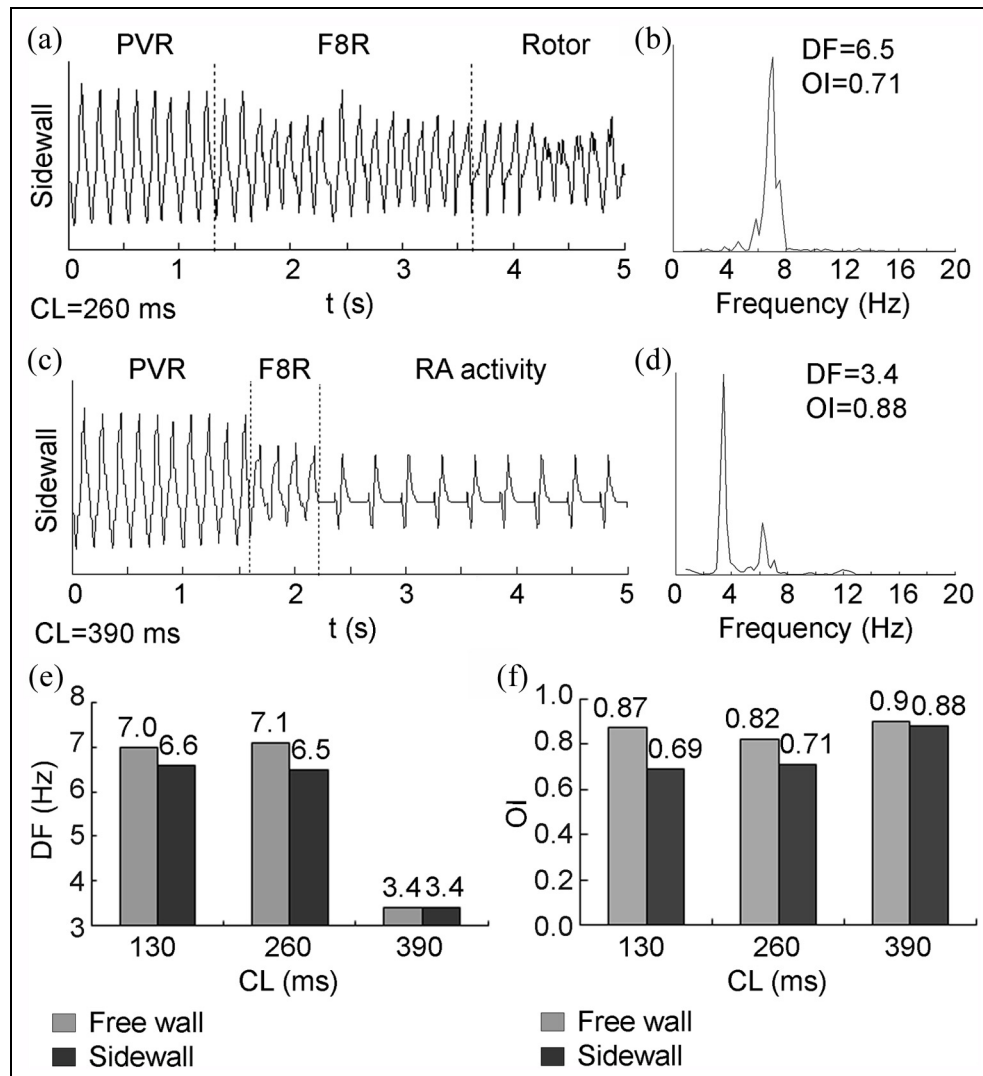 (a)
PVR F8R Rotor
Sidewall
0 1 2 3 4 5
CL=260 ms t (s)
(b)
DF=6.5
OI=0.71
0 4 8 12 16 20
Frequency (Hz)
(c)
PVR F8R RA activity
Sidewall
0 1 2 3 4 5
CL=390 ms t (s)
(d)
DF=3.4
OI=0.88
0 4 8 12 16 20
Frequency (Hz)
(e)
DF (Hz)
8
7
6
5
4
3
7.0 6.6 7.1 6.5 3.4 3.4
130 260 390
CL (ms)
Free wall
Sidewall
(f)
OI
1.0
0.8
0.6
0.4
0.2
0.0
0.87 0.69 0.82 0.71 0.9 0.88
130 260 390
CL (ms)
Free wall
Sidewall